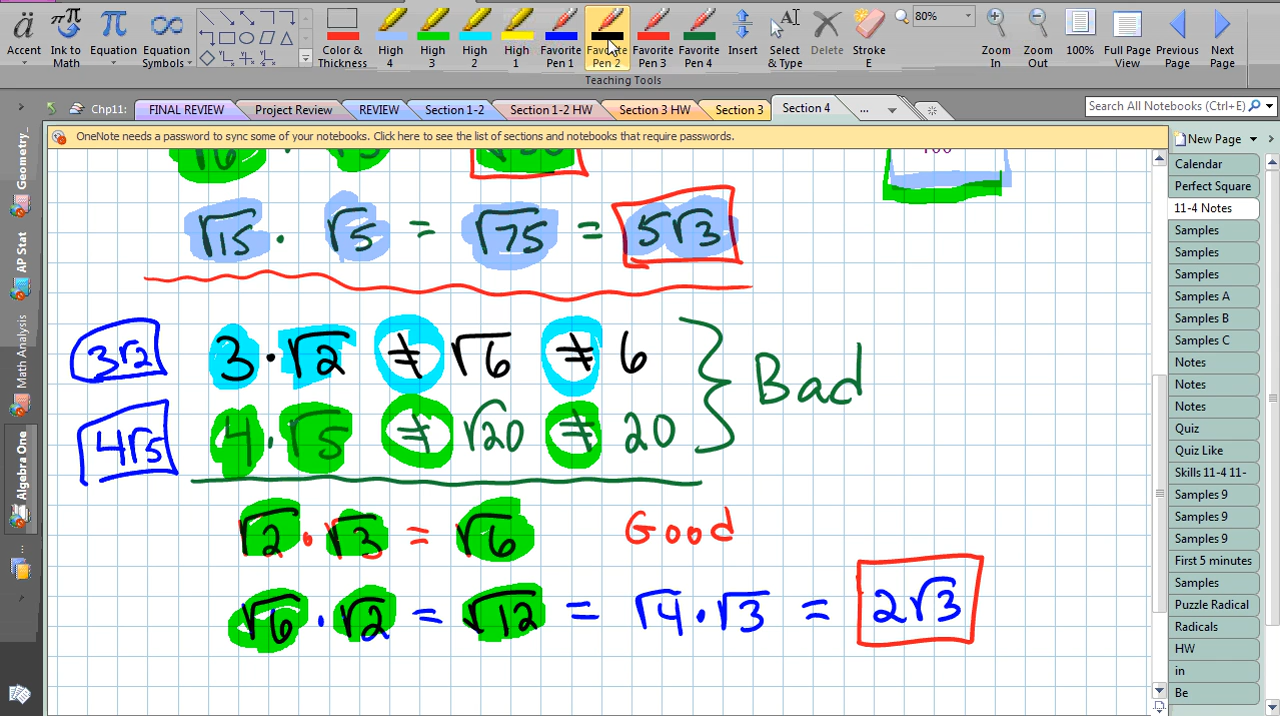 Accent
Ink to Math
Equation
Equation Symbols
Color & Thickness
High 4
High 3
High 2
High 1
Favorite Pen 1
Favorite Pen 2
Favorite Pen 3
Favorite Pen 4
Insert
Select & Type
Delete
Stroke E
80%
Zoom In
Zoom Out
100%
Full View Page
Previous Page
Next Page
Teaching Tools
Chp11: FINAL REVIEW Project Review REVIEW Section 1-2 Section 1-2 HW Section 3 HW Section 3 Section 4 ... Search All Notebooks (Ctrl+E)
OneNote needs a password to sync some of your notebooks. Click here to see the list of sections and notebooks that require passwords.
√15 · √5 = √75 = 5√3
3√2 3 · √2 ≠ √6 ≠ 6
4√5 4 · √5 ≠ √20 ≠ 20
Bad
√2 · √3 = √6 Good
√6 · √2 = √12 = √4 · √3 = 2√3
Geometry
AP Stat
Math Analysis
Algebra One
New Page
Calendar
Perfect Square
11-4 Notes
Samples
Samples
Samples
Samples A
Samples B
Samples C
Notes
Notes
Notes
Quiz
Quiz Like
Skills 11-4 11-
Samples 9
Samples 9
Samples 9
First 5 minutes
Samples
Puzzle Radical
Radicals
HW
in
Be